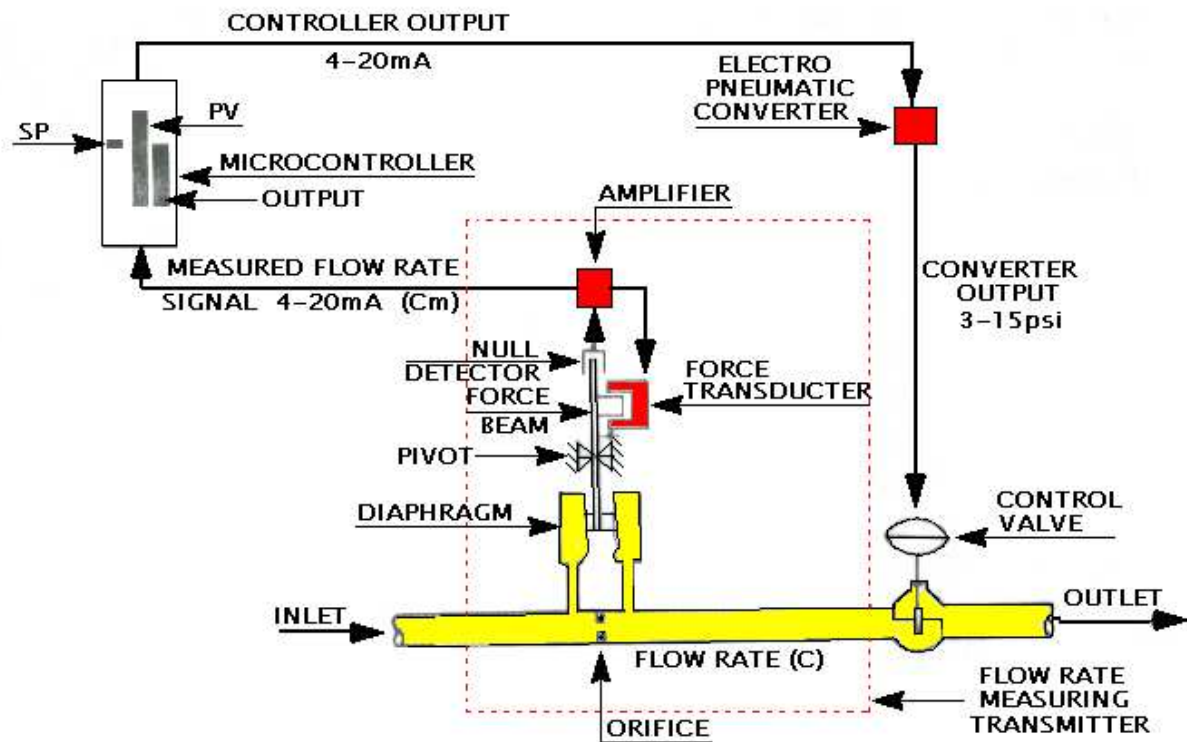 CONTROLLER OUTPUT
4-20mA
ELECTRO
PNEUMATIC
CONVERTER
PV
SP
MICROCONTROLLER
OUTPUT
AMPLIFIER
MEASURED FLOW RATE
SIGNAL 4-20mA (Cm)
CONVERTER
OUTPUT
3-15psi
NULL
DETECTOR
FORCE
TRANSDUCTER
FORCE
BEAM
PIVOT
DIAPHRAGM
CONTROL
VALVE
INLET
OUTLET
FLOW RATE (C)
FLOW RATE
MEASURING
TRANSMITTER
ORIFICE